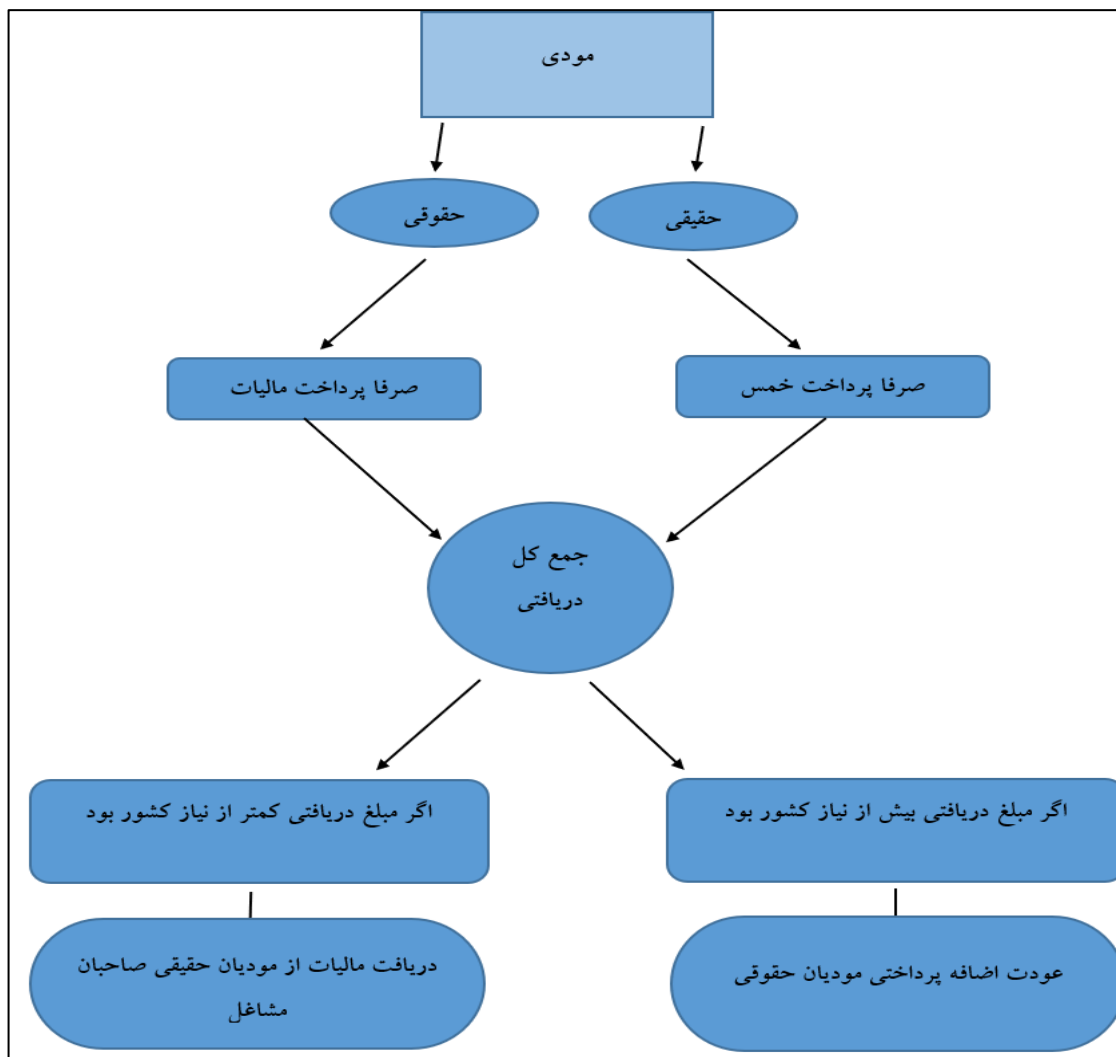 مودی
حقیقی
حقوقی
صرفا پرداخت خمس
صرفا پرداخت مالیات
جمع کل
دریافتی
اگر مبلغ دریافتی بیش از نیاز کشور بود
اگر مبلغ دریافتی کمتر از نیاز کشور بود
عودت اضافه پرداختی مودیان حقوقی
دریافت مالیات از مودیان حقیقی صاحبان
مشاغل